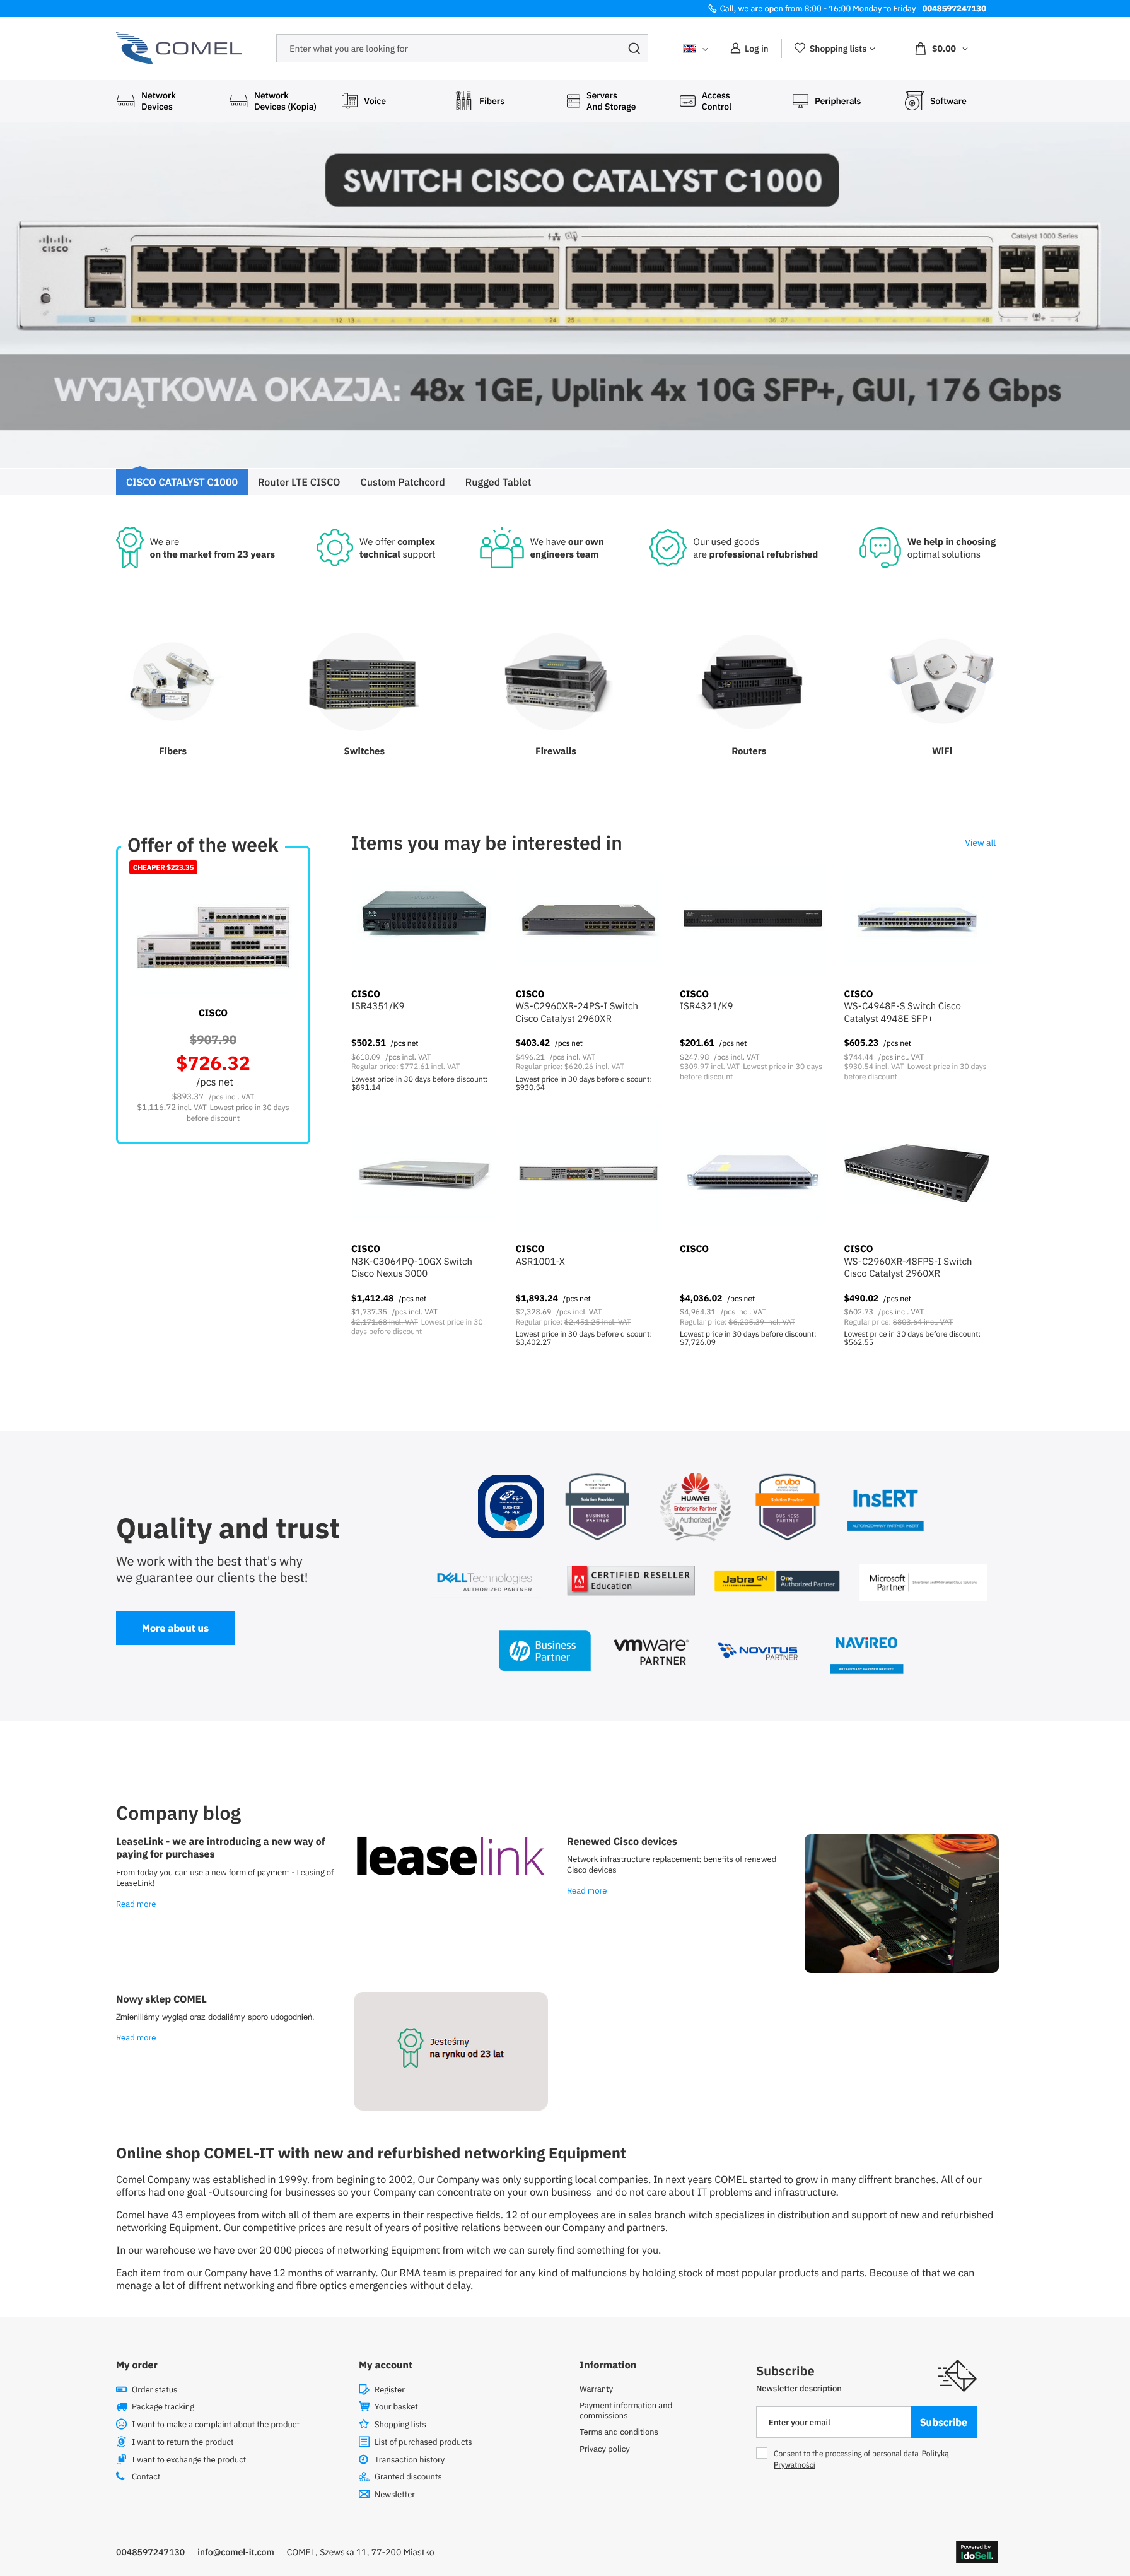 Call, we are open from 8:00 - 16:00 Monday to Friday 0048597247130
COMEL
Enter what you are looking for
Log in
Shopping lists
$0.00
Network
Devices
Network
Devices (Kopia)
Voice
Fibers
Servers
And Storage
Access
Control
Peripherals
Software
SWITCH CISCO CATALYST C1000
CISCO
Catalyst 1000 Series
WYJĄTKOWA OKAZJA: 48x 1GE, Uplink 4x 10G SFP+, GUI, 176 Gbps
CISCO CATALYST C1000
Router LTE CISCO
Custom Patchcord
Rugged Tablet
We are
on the market from 23 years
We offer complex
technical support
We have our own
engineers team
Our used goods
are professional refubrished
We help in choosing
optimal solutions
Fibers
Switches
Firewalls
Routers
WiFi
Offer of the week
CHEAPER $223.35
CISCO
$907.90
$726.32
/pcs net
$893.37 /pcs incl. VAT
$1,116.72 incl. VAT Lowest price in 30 days
before discount
Items you may be interested in
View all
CISCO
ISR4351/K9
$502.51 /pcs net
$618.09 /pcs incl. VAT
Regular price: $772.61 incl. VAT
Lowest price in 30 days before discount:
$891.14
CISCO
WS-C2960XR-24PS-I Switch
Cisco Catalyst 2960XR
$403.42 /pcs net
$496.21 /pcs incl. VAT
Regular price: $620.26 incl. VAT
Lowest price in 30 days before discount:
$930.54
CISCO
ISR4321/K9
$201.61 /pcs net
$247.98 /pcs incl. VAT
$309.97 incl. VAT Lowest price in 30 days
before discount
CISCO
WS-C4948E-S Switch Cisco
Catalyst 4948E SFP+
$605.23 /pcs net
$744.44 /pcs incl. VAT
$930.54 incl. VAT Lowest price in 30 days
before discount
CISCO
N3K-C3064PQ-10GX Switch
Cisco Nexus 3000
$1,412.48 /pcs net
$1,737.35 /pcs incl. VAT
$2,171.68 incl. VAT Lowest price in 30
days before discount
CISCO
ASR1001-X
$1,893.24 /pcs net
$2,328.69 /pcs incl. VAT
Regular price: $2,451.25 incl. VAT
Lowest price in 30 days before discount:
$3,402.27
CISCO
$4,036.02 /pcs net
$4,964.31 /pcs incl. VAT
Regular price: $6,205.39 incl. VAT
Lowest price in 30 days before discount:
$7,726.09
CISCO
WS-C2960XR-48FPS-I Switch
Cisco Catalyst 2960XR
$490.02 /pcs net
$602.73 /pcs incl. VAT
Regular price: $803.64 incl. VAT
Lowest price in 30 days before discount:
$562.55
Quality and trust
We work with the best that's why
we guarantee our clients the best!
More about us
FSP
BUSINESS
PARTNER
Solution Provider
BUSINESS
PARTNER
HUAWEI
Enterprise Partner
Authorized
aruba
Solution Provider
BUSINESS
PARTNER
InsERT
AUTORYZOWANY PARTNER INSERT
DELLTechnologies
AUTHORIZED PARTNER
Adobe
CERTIFIED RESELLER
Education
Jabra GN
One
Authorized Partner
Microsoft
Partner
hp
Business
Partner
vmware
PARTNER
NOVITUS
PARTNER
NAViREO
Company blog
LeaseLink - we are introducing a new way of
paying for purchases
From today you can use a new form of payment - Leasing of
LeaseLink!
Read more
leaselink
Renewed Cisco devices
Network infrastructure replacement: benefits of renewed
Cisco devices
Read more
Nowy sklep COMEL
Zmieniliśmy wygląd oraz dodaliśmy sporo udogodnień.
Read more
Jesteśmy
na rynku od 23 lat
Online shop COMEL-IT with new and refurbished networking Equipment
Comel Company was established in 1999y. from begining to 2002, Our Company was only supporting local companies. In next years COMEL started to grow in many diffrent branches. All of our
efforts had one goal -Outsourcing for businesses so your Company can concentrate on your own business and do not care about IT problems and infrastructure.
Comel have 43 employees from witch all of them are experts in their respective fields. 12 of our employees are in sales branch witch specializes in distribution and support of new and refurbished
networking Equipment. Our competitive prices are result of years of positive relations between our Company and partners.
In our warehouse we have over 20 000 pieces of networking Equipment from witch we can surely find something for you.
Each item from our Company have 12 months of warranty. Our RMA team is prepaired for any kind of malfuncions by holding stock of most popular products and parts. Becouse of that we can
menage a lot of diffrent networking and fibre optics emergencies without delay.
My order
Order status
Package tracking
I want to make a complaint about the product
I want to return the product
I want to exchange the product
Contact
My account
Register
Your basket
Shopping lists
List of purchased products
Transaction history
Granted discounts
Newsletter
Information
Warranty
Payment information and
commissions
Terms and conditions
Privacy policy
Subscribe
Newsletter description
Enter your email
Subscribe
Consent to the processing of personal data Polityką
Prywatności
0048597247130
info@comel-it.com
COMEL, Szewska 11, 77-200 Miastko
Powered by
IdoSell.